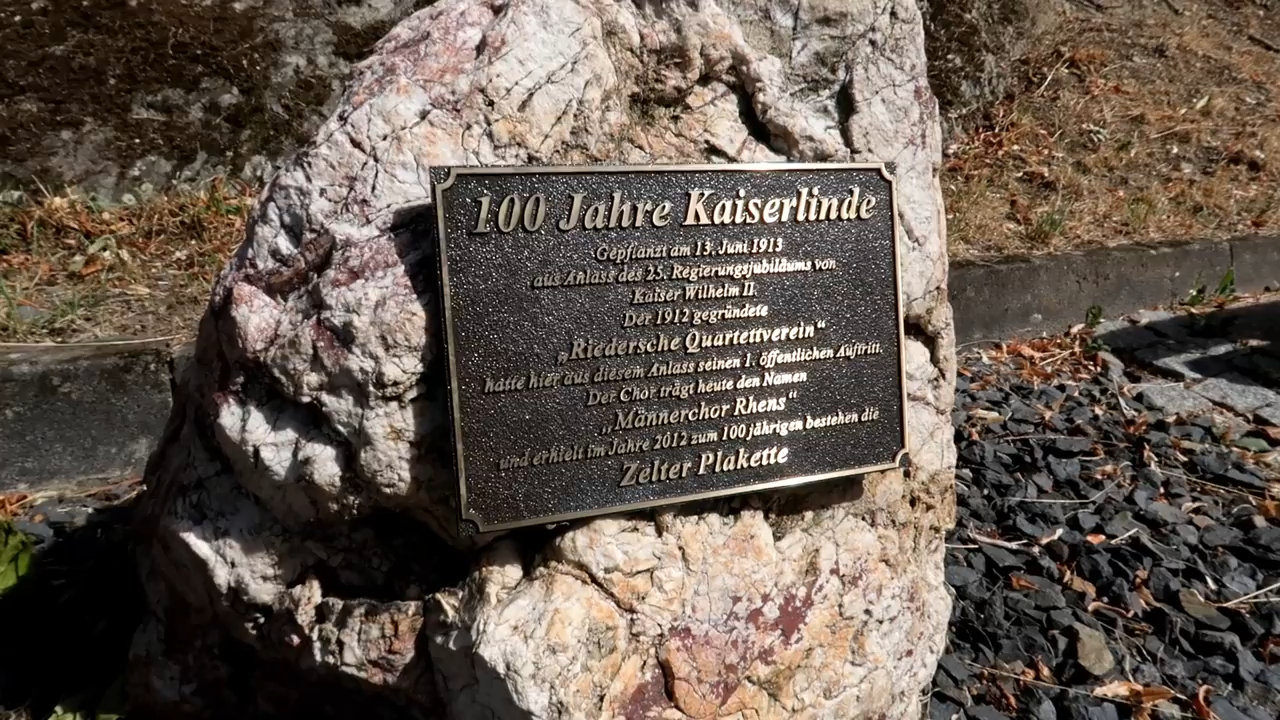 100 Jahre Kaiserlinde
Gepflanzt am 13. Juni 1913
aus Anlass des 25. Regierungsjubiläums von
Kaiser Wilhelm II.
Der 1912 gegründete
„Riedersche Quartettverein“
hatte hier aus diesem Anlass seinen 1. öffentlichen Auftritt.
Der Chor trägt heute den Namen
„Männerchor Rhens“
und erhielt im Jahre 2012 zum 100 jährigen bestehen die
Zelter Plakette